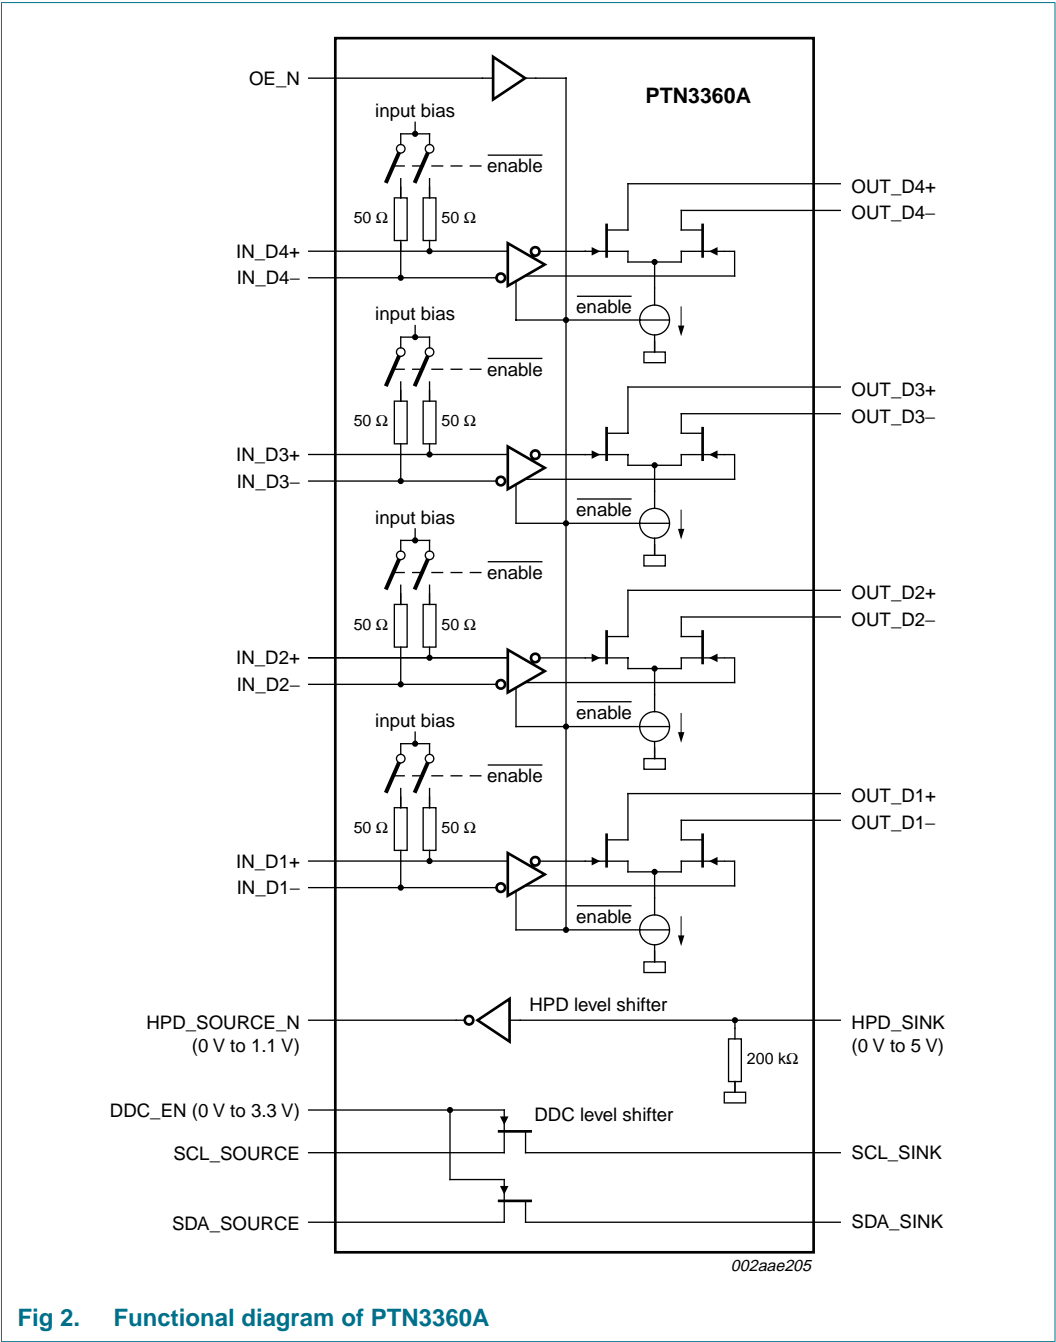 OE_N
PTN3360A
input bias
enable
OUT_D4+
50 Ω
50 Ω
OUT_D4−
IN_D4+
IN_D4−
enable
input bias
enable
OUT_D3+
50 Ω
50 Ω
OUT_D3−
IN_D3+
IN_D3−
enable
input bias
enable
OUT_D2+
50 Ω
50 Ω
OUT_D2−
IN_D2+
IN_D2−
enable
input bias
enable
OUT_D1+
50 Ω
50 Ω
OUT_D1−
IN_D1+
IN_D1−
enable
HPD level shifter
HPD_SOURCE_N
(0 V to 1.1 V)
HPD_SINK
(0 V to 5 V)
200 kΩ
DDC_EN (0 V to 3.3 V)
DDC level shifter
SCL_SOURCE
SCL_SINK
SDA_SOURCE
SDA_SINK
002aae205
Fig 2. Functional diagram of PTN3360A